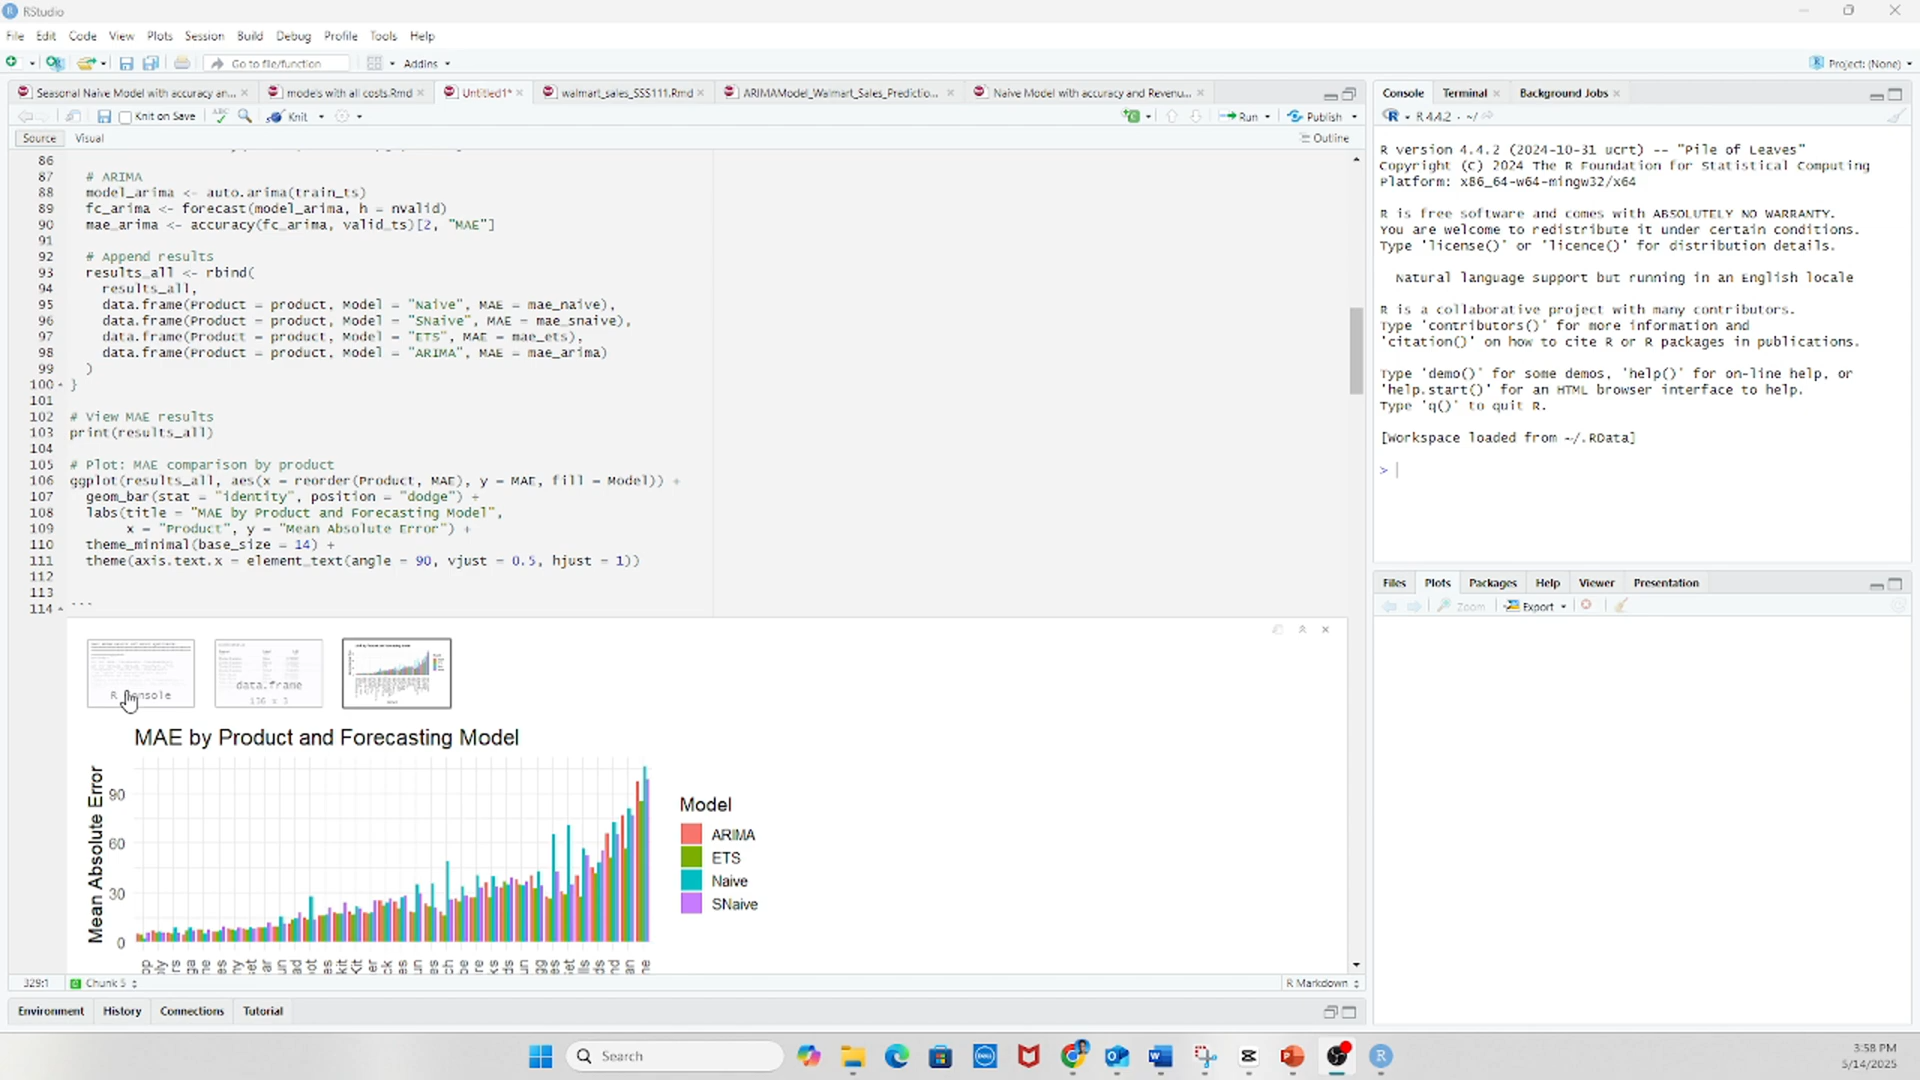 RStudio
File Edit Code View Plots Session Build Debug Profile Tools Help
Go to file/function Addins Project: (None)
Seasonal Naive Model with accuracy an... models with all costs.Rmd Untitled1* walmart_sales_SSS111.Rmd ARIMAModel_Walmart_Sales_Predictio... Naive Model with accuracy and Revenu...
Knit on Save Knit Run Publish
Source Visual Outline
86
87 # ARIMA
88 model_arima <- auto.arima(train_ts)
89 fc_arima <- forecast(model_arima, h = nvalid)
90 mae_arima <- accuracy(fc_arima, valid_ts)[2, "MAE"]
91
92 # Append results
93 results_all <- rbind(
94 results_all,
95 data.frame(Product = product, Model = "Naive", MAE = mae_naive),
96 data.frame(Product = product, Model = "SNaive", MAE = mae_snaive),
97 data.frame(Product = product, Model = "ETS", MAE = mae_ets),
98 data.frame(Product = product, Model = "ARIMA", MAE = mae_arima)
99 )
100 }
101
102 # View MAE results
103 print(results_all)
104
105 # Plot: MAE comparison by product
106 ggplot(results_all, aes(x = reorder(Product, MAE), y = MAE, fill = Model)) +
107 geom_bar(stat = "identity", position = "dodge") +
108 labs(title = "MAE by Product and Forecasting Model",
109 x = "Product", y = "Mean Absolute Error") +
110 theme_minimal(base_size = 14) +
111 theme(axis.text.x = element_text(angle = 90, vjust = 0.5, hjust = 1))
112
113
114 ```
data.frame
MAE by Product and Forecasting Model
Mean Absolute Error
90
60
30
0
Model
ARIMA
ETS
Naive
SNaive
329:1 Chunk 5 R Markdown
Environment History Connections Tutorial
Console Terminal Background Jobs
R 4.4.2 · ~/
R version 4.4.2 (2024-10-31 ucrt) -- "Pile of Leaves"
Copyright (C) 2024 The R Foundation for Statistical Computing
Platform: x86_64-w64-mingw32/x64
R is free software and comes with ABSOLUTELY NO WARRANTY.
You are welcome to redistribute it under certain conditions.
Type 'license()' or 'licence()' for distribution details.
Natural language support but running in an English locale
R is a collaborative project with many contributors.
Type 'contributors()' for more information and
'citation()' on how to cite R or R packages in publications.
Type 'demo()' for some demos, 'help()' for on-line help, or
'help.start()' for an HTML browser interface to help.
Type 'q()' to quit R.
[Workspace loaded from ~/.RData]
>
Files Plots Packages Help Viewer Presentation
Zoom Export
Search
3:58 PM
5/14/2025